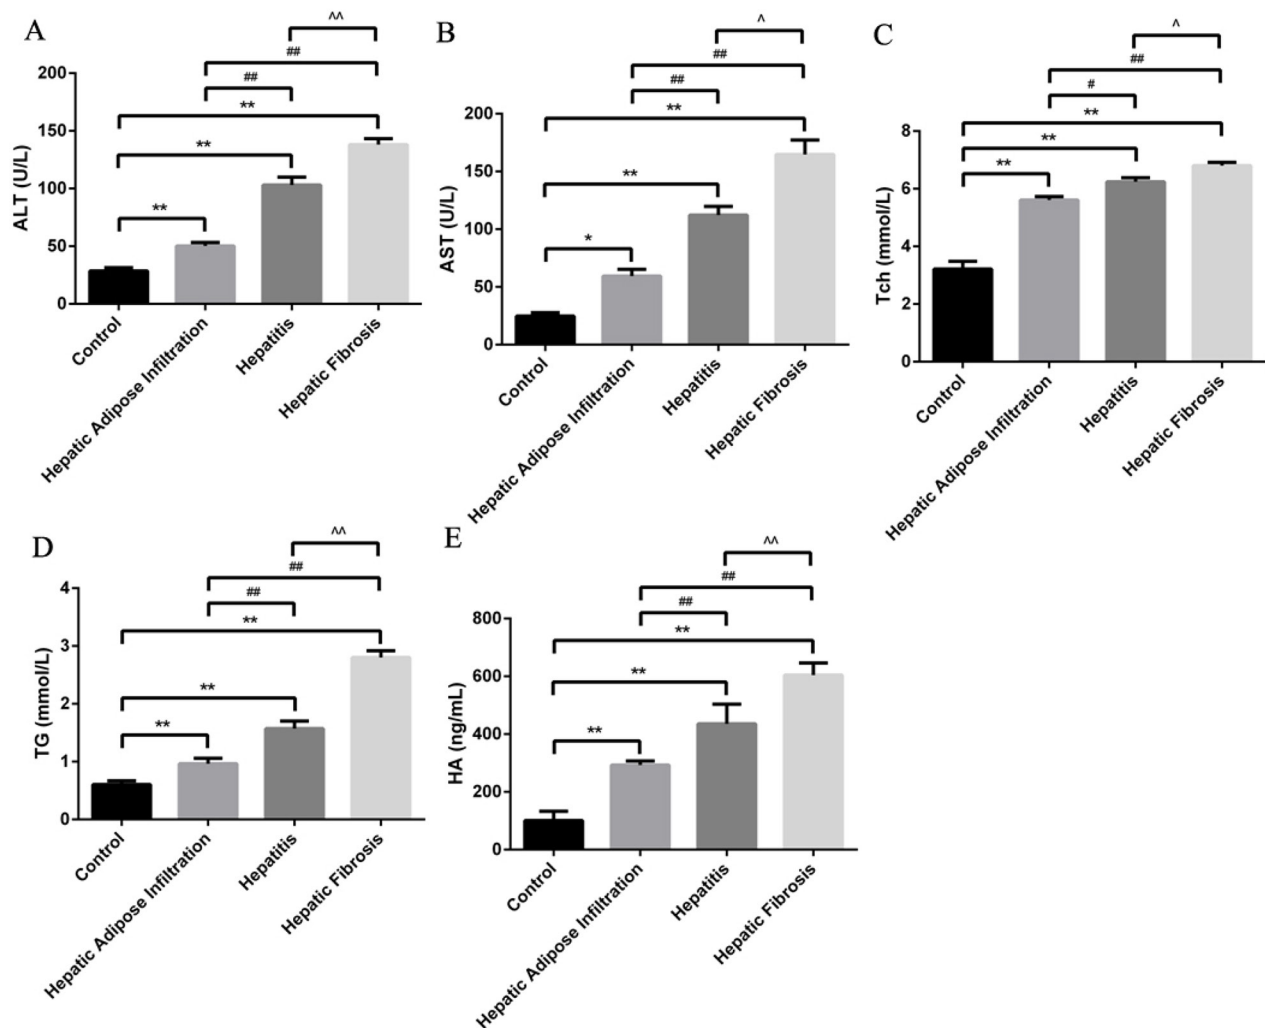 A
^^
##
##
**
**
**
ALT (U/L)
200
150
100
50
0
Control
Hepatic Adipose Infiltration
Hepatitis
Hepatic Fibrosis
B
^
##
##
**
**
*
AST (U/L)
200
150
100
50
0
Control
Hepatic Adipose Infiltration
Hepatitis
Hepatic Fibrosis
C
^
##
#
**
**
**
Tch (mmol/L)
8
6
4
2
0
Control
Hepatic Adipose Infiltration
Hepatitis
Hepatic Fibrosis
D
^^
##
##
**
**
**
TG (mmol/L)
4
3
2
1
0
Control
Hepatic Adipose Infiltration
Hepatitis
Hepatic Fibrosis
E
^^
##
##
**
**
**
HA (ng/mL)
800
600
400
200
0
Control
Hepatic Adipose Infiltration
Hepatitis
Hepatic Fibrosis